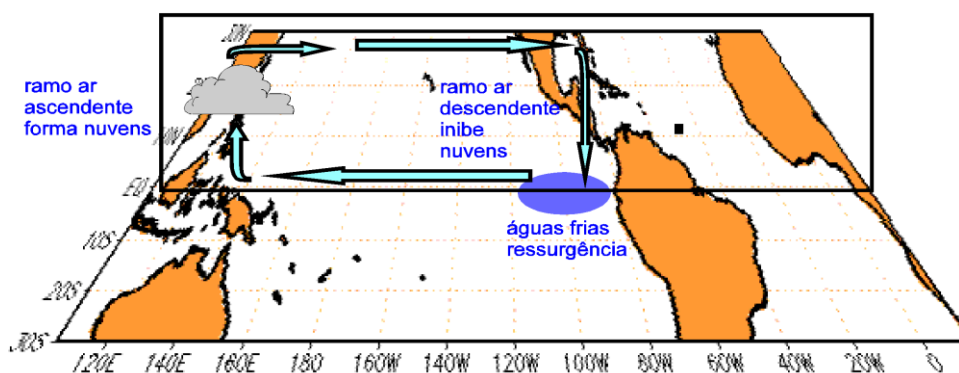 30N
ramo ar
ascendente
forma nuvens
ramo ar
descendente
inibe
nuvens
10N
EQ
águas frias
ressurgência
10S
20S
30S
120E 140E 160E 180 160W 140W 120W 100W 80W 60W 40W 20W 0